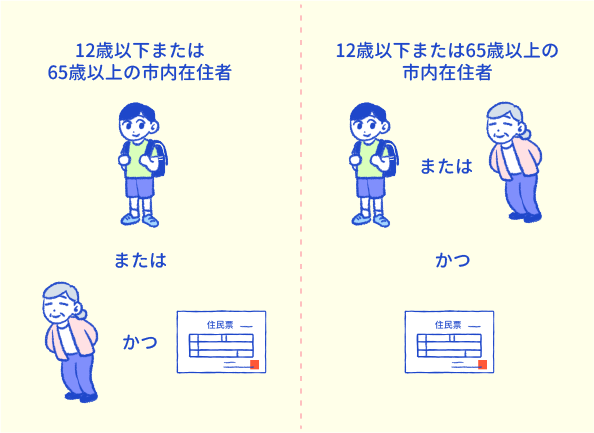 12歳以下または
65歳以上の市内在住者
または
かつ
住民票
12歳以下または65歳以上の
市内在住者
または
かつ
住民票